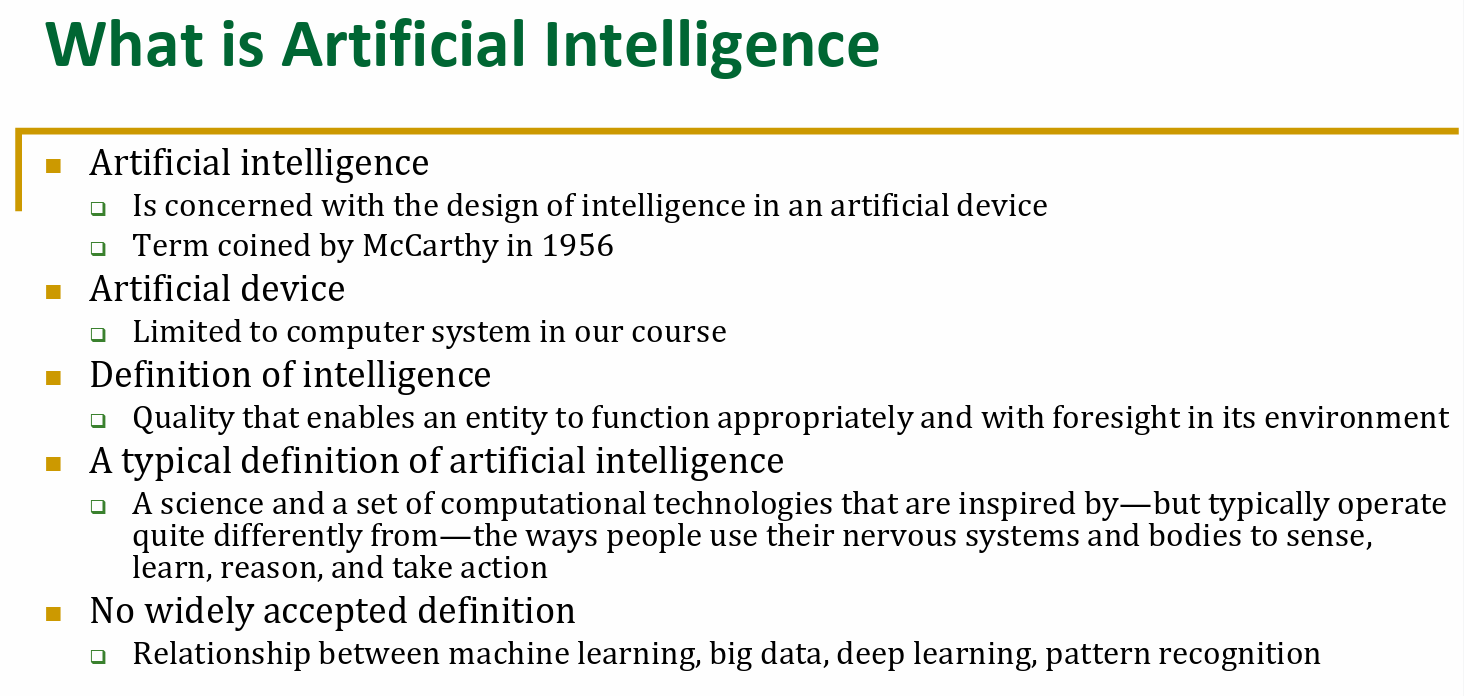 What is Artificial Intelligence
Artificial intelligence
Is concerned with the design of intelligence in an artificial device
Term coined by McCarthy in 1956
Artificial device
Limited to computer system in our course
Definition of intelligence
Quality that enables an entity to function appropriately and with foresight in its environment
A typical definition of artificial intelligence
A science and a set of computational technologies that are inspired by—but typically operate
quite differently from—the ways people use their nervous systems and bodies to sense,
learn, reason, and take action
No widely accepted definition
Relationship between machine learning, big data, deep learning, pattern recognition